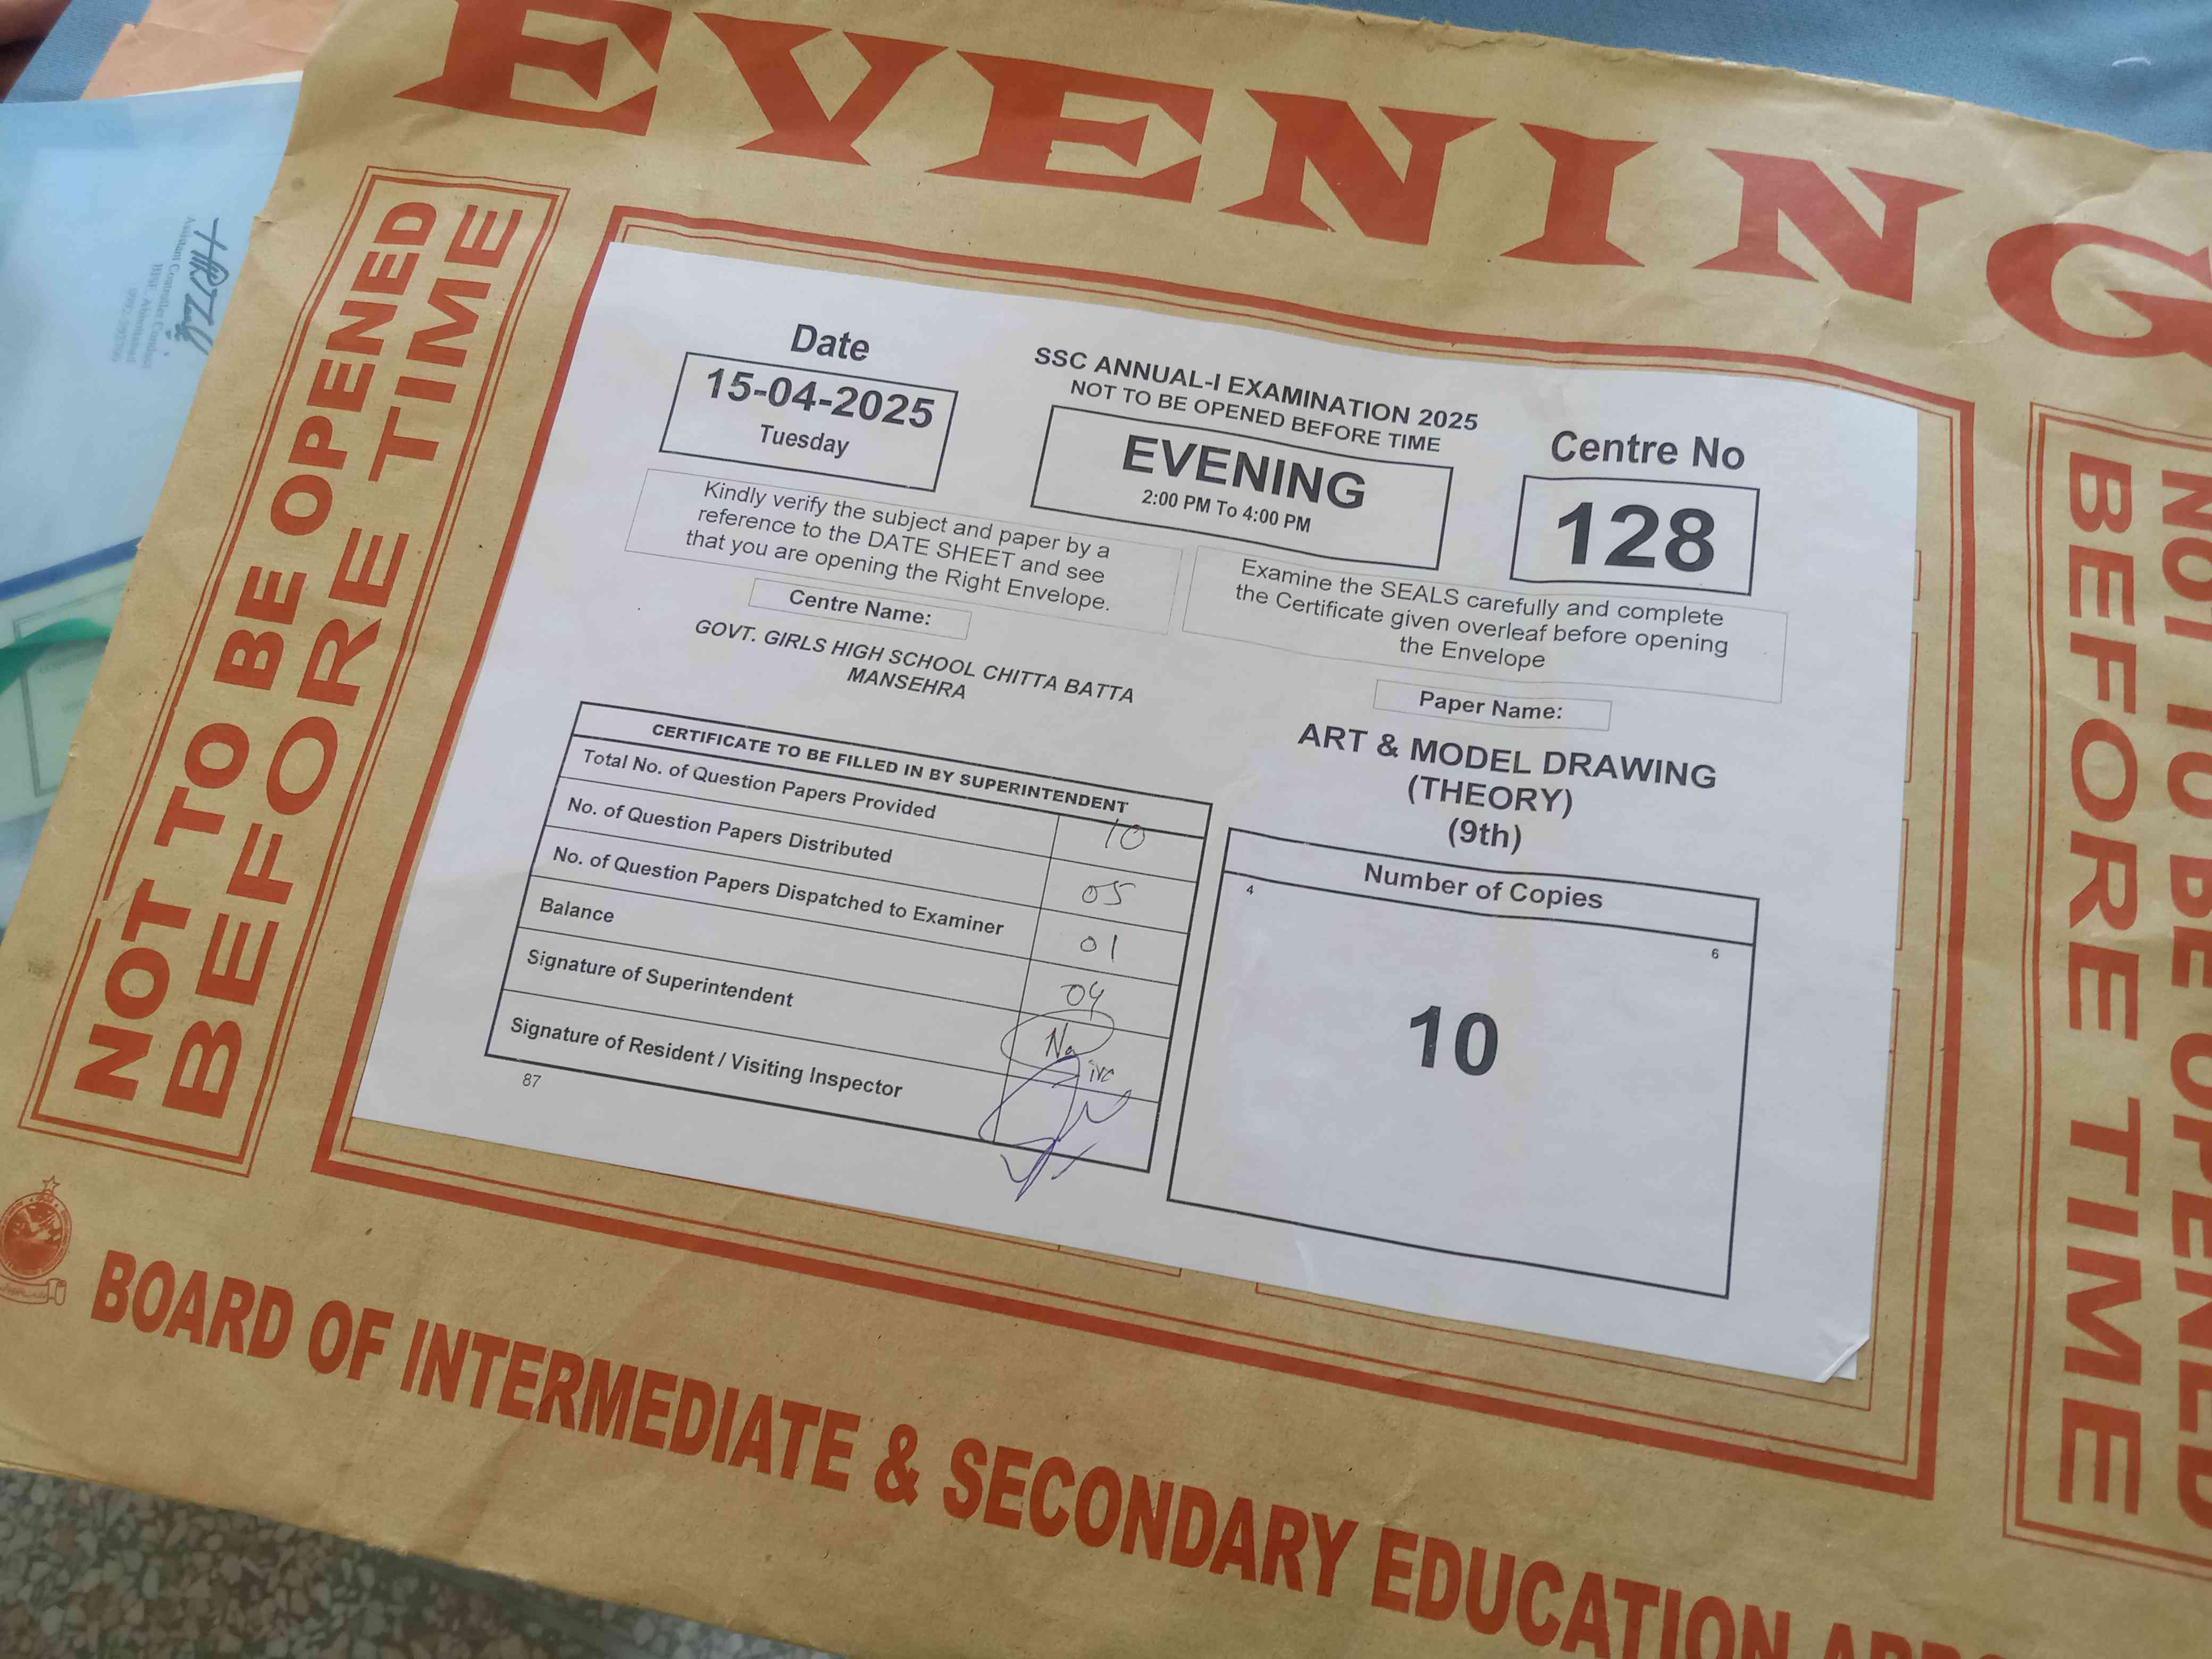 EVENING
NOT TO BE OPENED
BEFORE TIME
Date
15-04-2025
Tuesday
SSC ANNUAL-I EXAMINATION 2025
NOT TO BE OPENED BEFORE TIME
EVENING
2:00 PM To 4:00 PM
Centre No
128
Kindly verify the subject and paper by a
reference to the DATE SHEET and see
that you are opening the Right Envelope.
Examine the SEALS carefully and complete
the Certificate given overleaf before opening
the Envelope
Centre Name:
GOVT. GIRLS HIGH SCHOOL CHITTA BATTA
MANSEHRA
Paper Name:
ART & MODEL DRAWING
(THEORY)
(9th)
CERTIFICATE TO BE FILLED IN BY SUPERINTENDENT
Total No. of Question Papers Provided 10
No. of Question Papers Distributed 05
No. of Question Papers Dispatched to Examiner 01
Balance 04
Signature of Superintendent
Signature of Resident / Visiting Inspector
87
Number of Copies
4
6
10
NOT TO BE OPENED
BEFORE TIME
BOARD OF INTERMEDIATE & SECONDARY EDUCATION